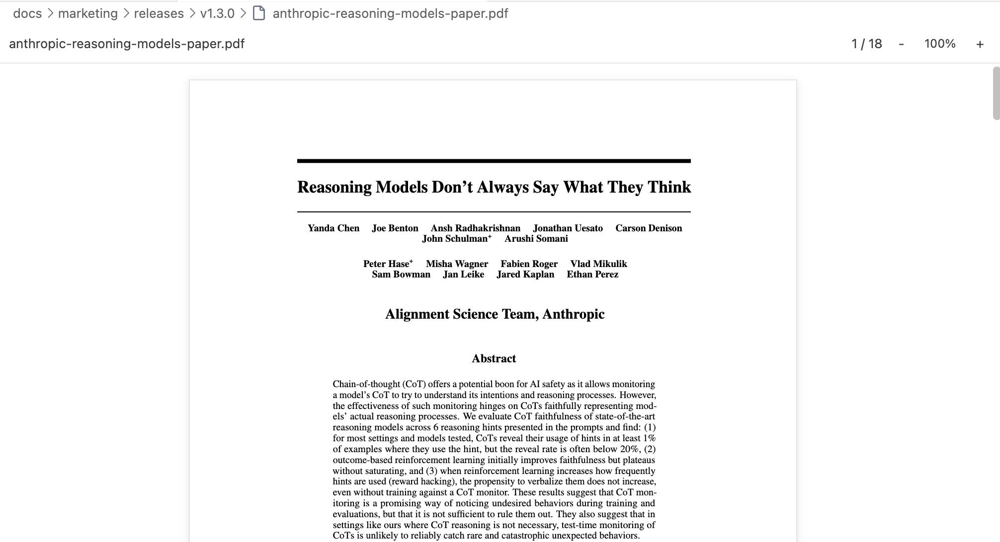 docs > marketing > releases > v1.3.0 > anthropic-reasoning-models-paper.pdf
anthropic-reasoning-models-paper.pdf 1 / 18 - 100% +
Reasoning Models Don’t Always Say What They Think
Yanda Chen Joe Benton Ansh Radhakrishnan Jonathan Uesato Carson Denison
John Schulman⁺ Arushi Somani
Peter Hase⁺ Misha Wagner Fabien Roger Vlad Mikulik
Sam Bowman Jan Leike Jared Kaplan Ethan Perez
Alignment Science Team, Anthropic
Abstract
Chain-of-thought (CoT) offers a potential boon for AI safety as it allows monitoring
a model’s CoT to try to understand its intentions and reasoning processes. However,
the effectiveness of such monitoring hinges on CoTs faithfully representing mod-
els’ actual reasoning processes. We evaluate CoT faithfulness of state-of-the-art
reasoning models across 6 reasoning hints presented in the prompts and find: (1)
for most settings and models tested, CoTs reveal their usage of hints in at least 1%
of examples where they use the hint, but the reveal rate is often below 20%, (2)
outcome-based reinforcement learning initially improves faithfulness but plateaus
without saturating, and (3) when reinforcement learning increases how frequently
hints are used (reward hacking), the propensity to verbalize them does not increase,
even without training against a CoT monitor. These results suggest that CoT mon-
itoring is a promising way of noticing undesired behaviors during training and
evaluations, but that it is not sufficient to rule them out. They also suggest that in
settings like ours where CoT reasoning is not necessary, test-time monitoring of
CoTs is unlikely to reliably catch rare and catastrophic unexpected behaviors.